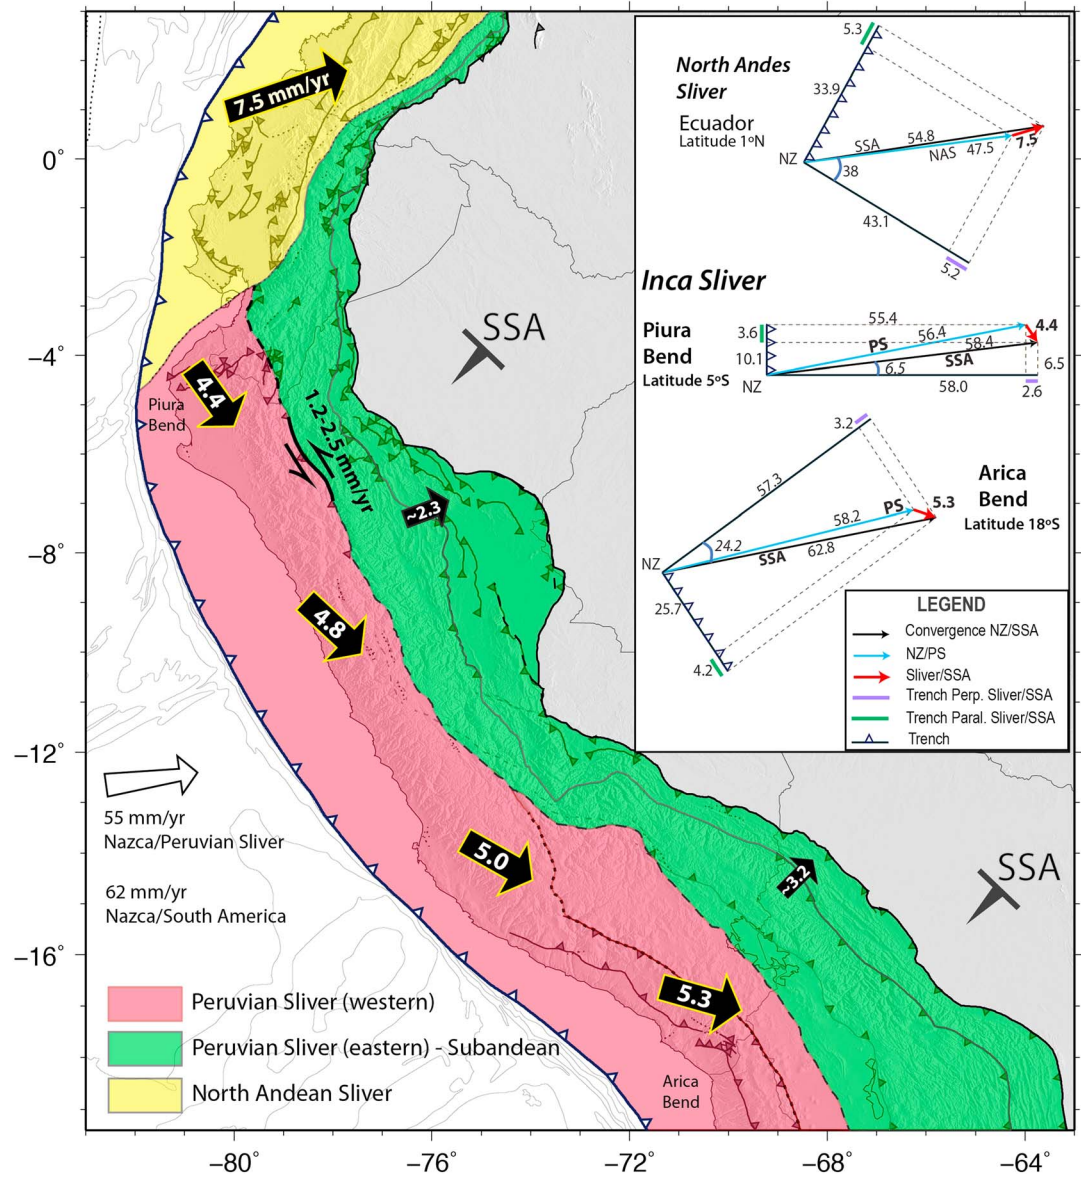 0°
−4°
−8°
−12°
−16°
−80°
−76°
−72°
−68°
−64°
7.5 mm/yr
4.4
Piura
Bend
1.2-2.5 mm/yr
~2.3
4.8
5.0
5.3
~3.2
SSA
SSA
Arica
Bend
55 mm/yr
Nazca/Peruvian Sliver
62 mm/yr
Nazca/South America
Peruvian Sliver (western)
Peruvian Sliver (eastern) - Subandean
North Andean Sliver
North Andes
Sliver
Ecuador
Latitude 1ºN
5.3
33.9
NZ
SSA
54.8
NAS
47.5
7.5
38
43.1
5.2
Inca Sliver
Piura
Bend
Latitude 5ºS
55.4
3.6
10.1
NZ
PS
56.4
58.4
SSA
6.5
58.0
4.4
6.5
2.6
Arica
Bend
Latitude 18ºS
3.2
57.3
PS
5.3
58.2
NZ
24.2
SSA
62.8
25.7
4.2
LEGEND
Convergence NZ/SSA
NZ/PS
Sliver/SSA
Trench Perp. Sliver/SSA
Trench Paral. Sliver/SSA
Trench